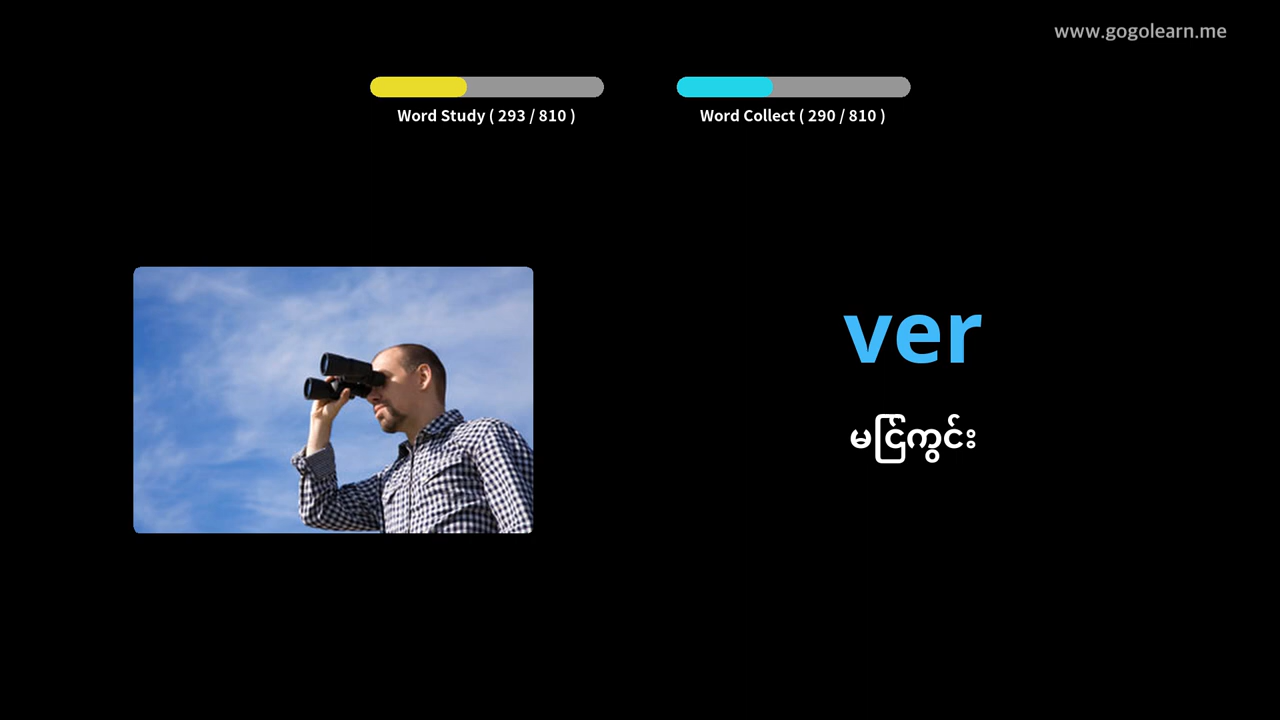 www.gogolearn.me
Word Study ( 293 / 810 )
Word Collect ( 290 / 810 )
ver
မငြ်ကွင်း